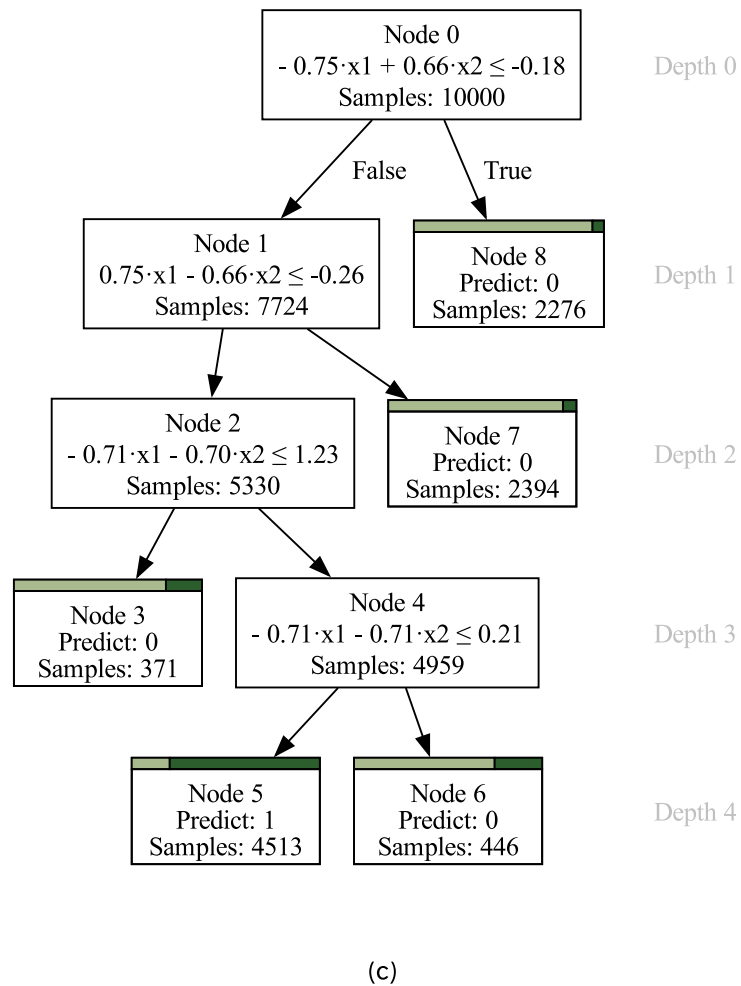 Node 0
- 0.75·x1 + 0.66·x2 ≤ -0.18
Samples: 10000
Depth 0
False
True
Node 1
0.75·x1 - 0.66·x2 ≤ -0.26
Samples: 7724
Node 8
Predict: 0
Samples: 2276
Depth 1
Node 2
- 0.71·x1 - 0.70·x2 ≤ 1.23
Samples: 5330
Node 7
Predict: 0
Samples: 2394
Depth 2
Node 3
Predict: 0
Samples: 371
Node 4
- 0.71·x1 - 0.71·x2 ≤ 0.21
Samples: 4959
Depth 3
Node 5
Predict: 1
Samples: 4513
Node 6
Predict: 0
Samples: 446
Depth 4
(c)